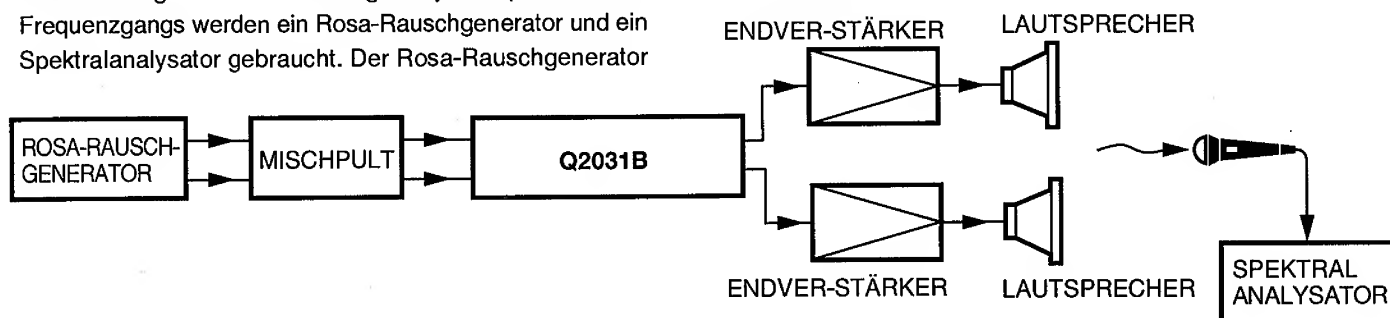 Frequenzgangs werden ein Rosa-Rauschgenerator und ein
Spektralanalysator gebraucht. Der Rosa-Rauschgenerator
ENDVER-STÄRKER
LAUTSPRECHER
ROSA-RAUSCH-
GENERATOR
MISCHPULT
Q2031B
ENDVER-STÄRKER
LAUTSPRECHER
SPEKTRAL
ANALYSATOR